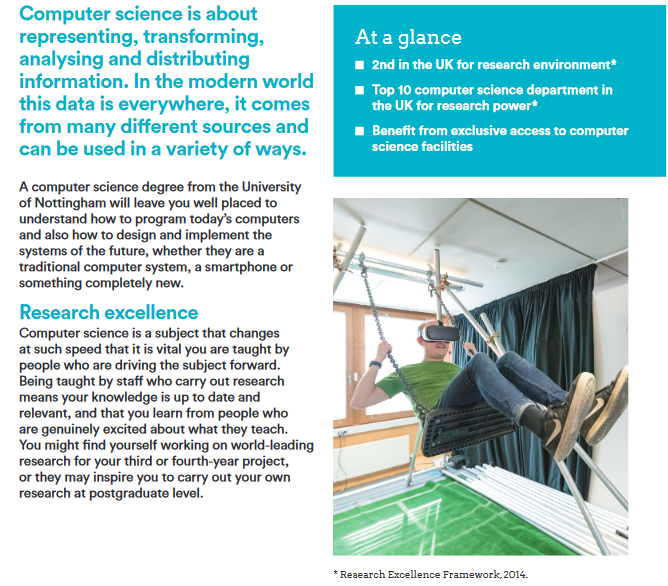 Computer science is about
representing, transforming,
analysing and distributing
information. In the modern world
this data is everywhere, it comes
from many different sources and
can be used in a variety of ways.
A computer science degree from the University
of Nottingham will leave you well placed to
understand how to program today's computers
and also how to design and implement the
systems of the future, whether they are a
traditional computer system, a smartphone or
something completely new.
Research excellence
Computer science is a subject that changes
at such speed that it is vital you are taught by
people who are driving the subject forward.
Being taught by staff who carry out research
means your knowledge is up to date and
relevant, and that you learn from people who
are genuinely excited about what they teach.
You might find yourself working on world-leading
research for your third or fourth-year project,
or they may inspire you to carry out your own
research at postgraduate level.
At a glance
■ 2nd in the UK for research environment*
■ Top 10 computer science department in
the UK for research power*
■ Benefit from exclusive access to computer
science facilities
* Research Excellence Framework, 2014.